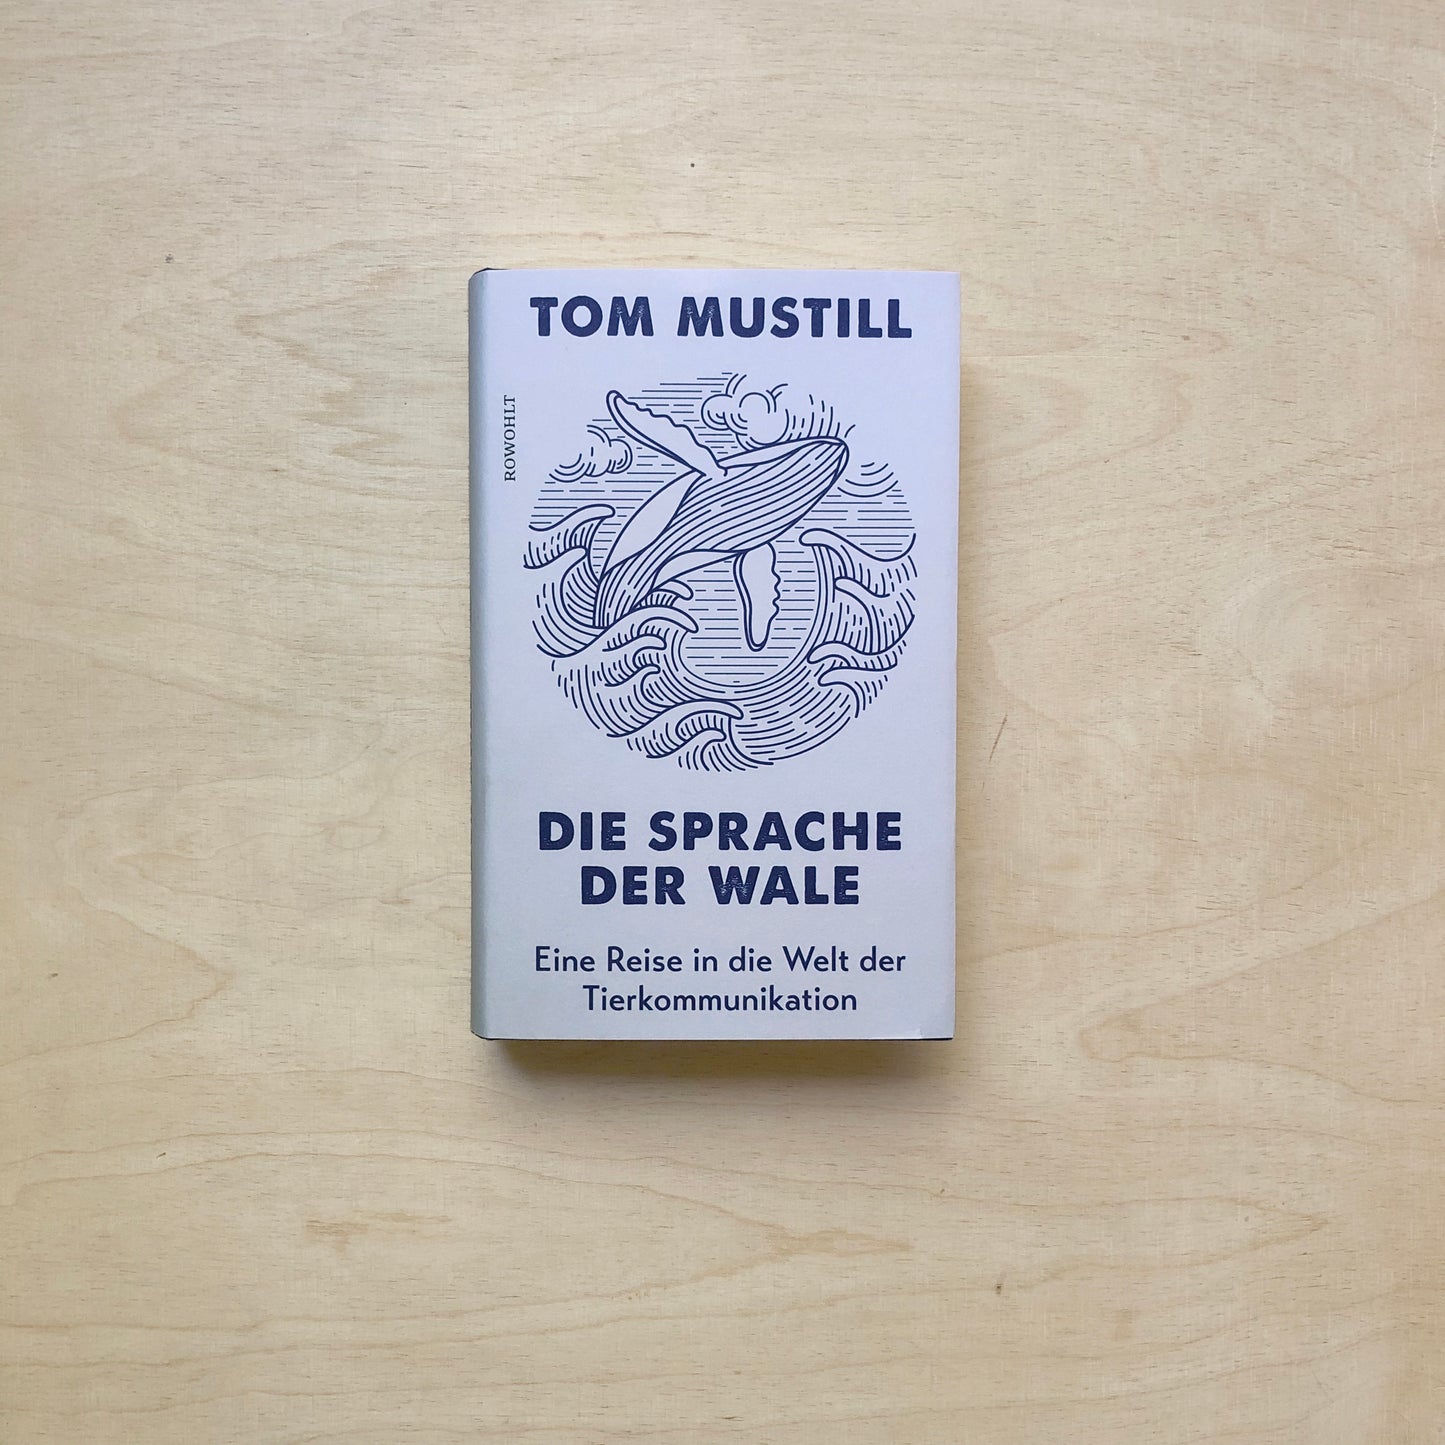 TOM MUSTILL
ROWOHLT
DIE SPRACHE
DER WALE
Eine Reise in die Welt der
Tierkommunikation